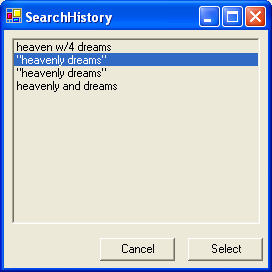 SearchHistory
heaven w/4 dreams
"heavenly dreams"
"heavenly dreams"
heavenly and dreams
Cancel
Select